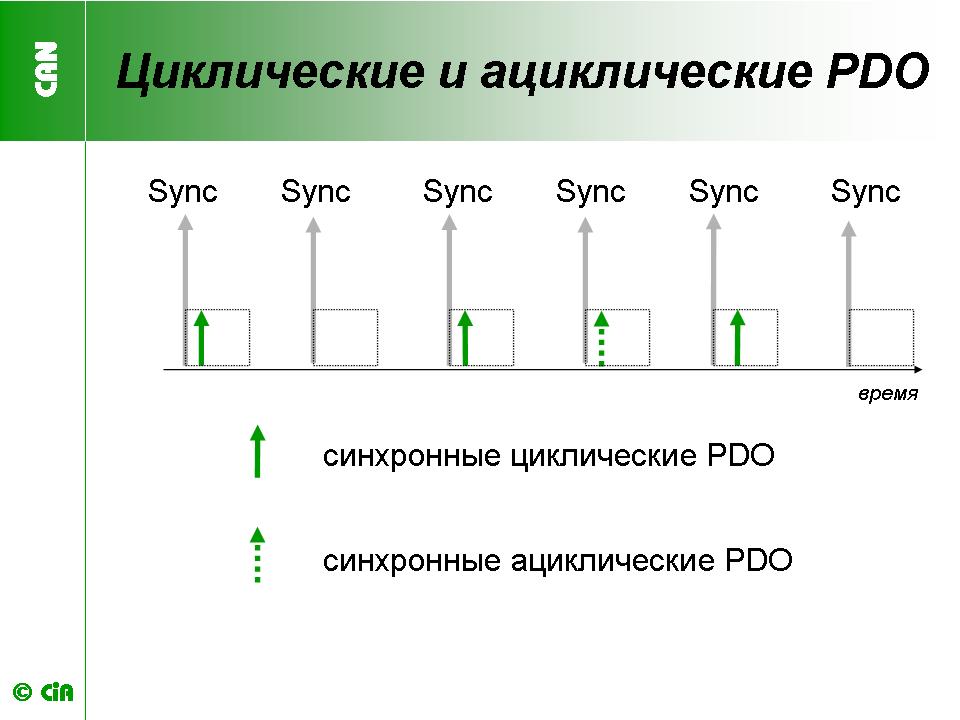 CAN
Циклические и ациклические PDO
Sync Sync Sync Sync Sync Sync
время
синхронные циклические PDO
синхронные ациклические PDO
© CiA